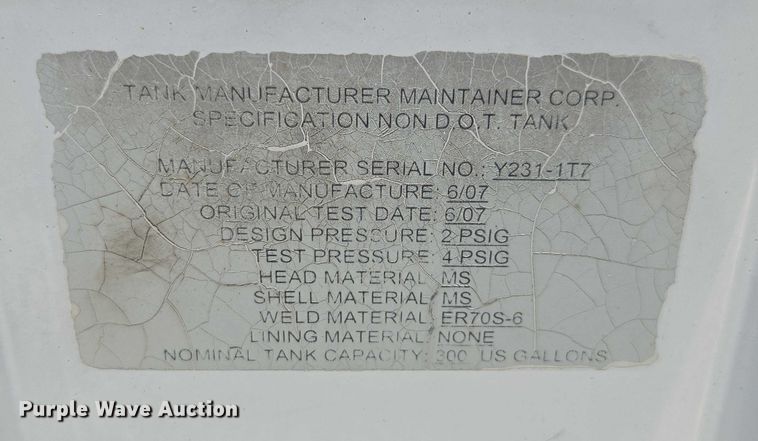 TANK MANUFACTURER MAINTAINER CORP.
SPECIFICATION NON D.O.T. TANK
MANUFACTURER SERIAL NO.: Y231-1T7
DATE OF MANUFACTURE: 6/07
ORIGINAL TEST DATE: 6/07
DESIGN PRESSURE: 2 PSIG
TEST PRESSURE: 4 PSIG
HEAD MATERIAL: MS
SHELL MATERIAL: MS
WELD MATERIAL: ER70S-6
LINING MATERIAL: NONE
NOMINAL TANK CAPACITY: 300 US GALLONS
Purple Wave Auction